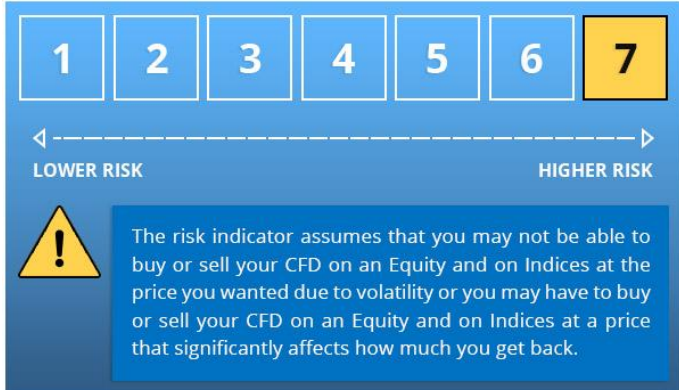 1 2 3 4 5 6 7
LOWER RISK HIGHER RISK
The risk indicator assumes that you may not be able to
buy or sell your CFD on an Equity and on Indices at the
price you wanted due to volatility or you may have to buy
or sell your CFD on an Equity and on Indices at a price
that significantly affects how much you get back.